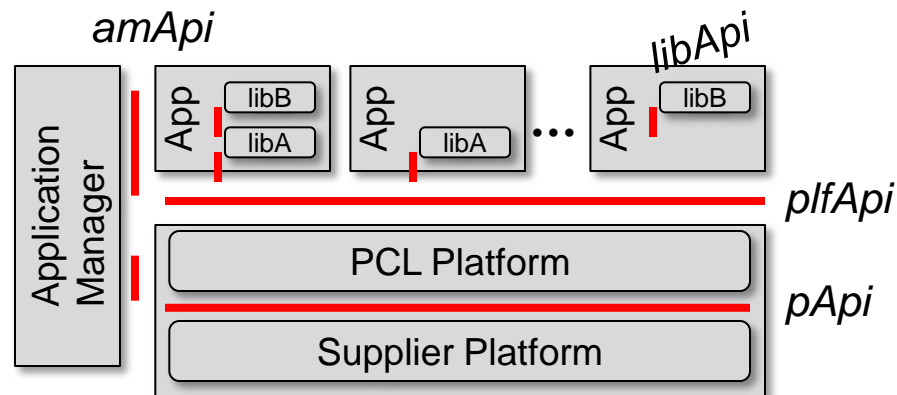 amApi
libApi
Application
Manager
App
libB
libA
App
libA
...
App
libB
plfApi
PCL Platform
pApi
Supplier Platform